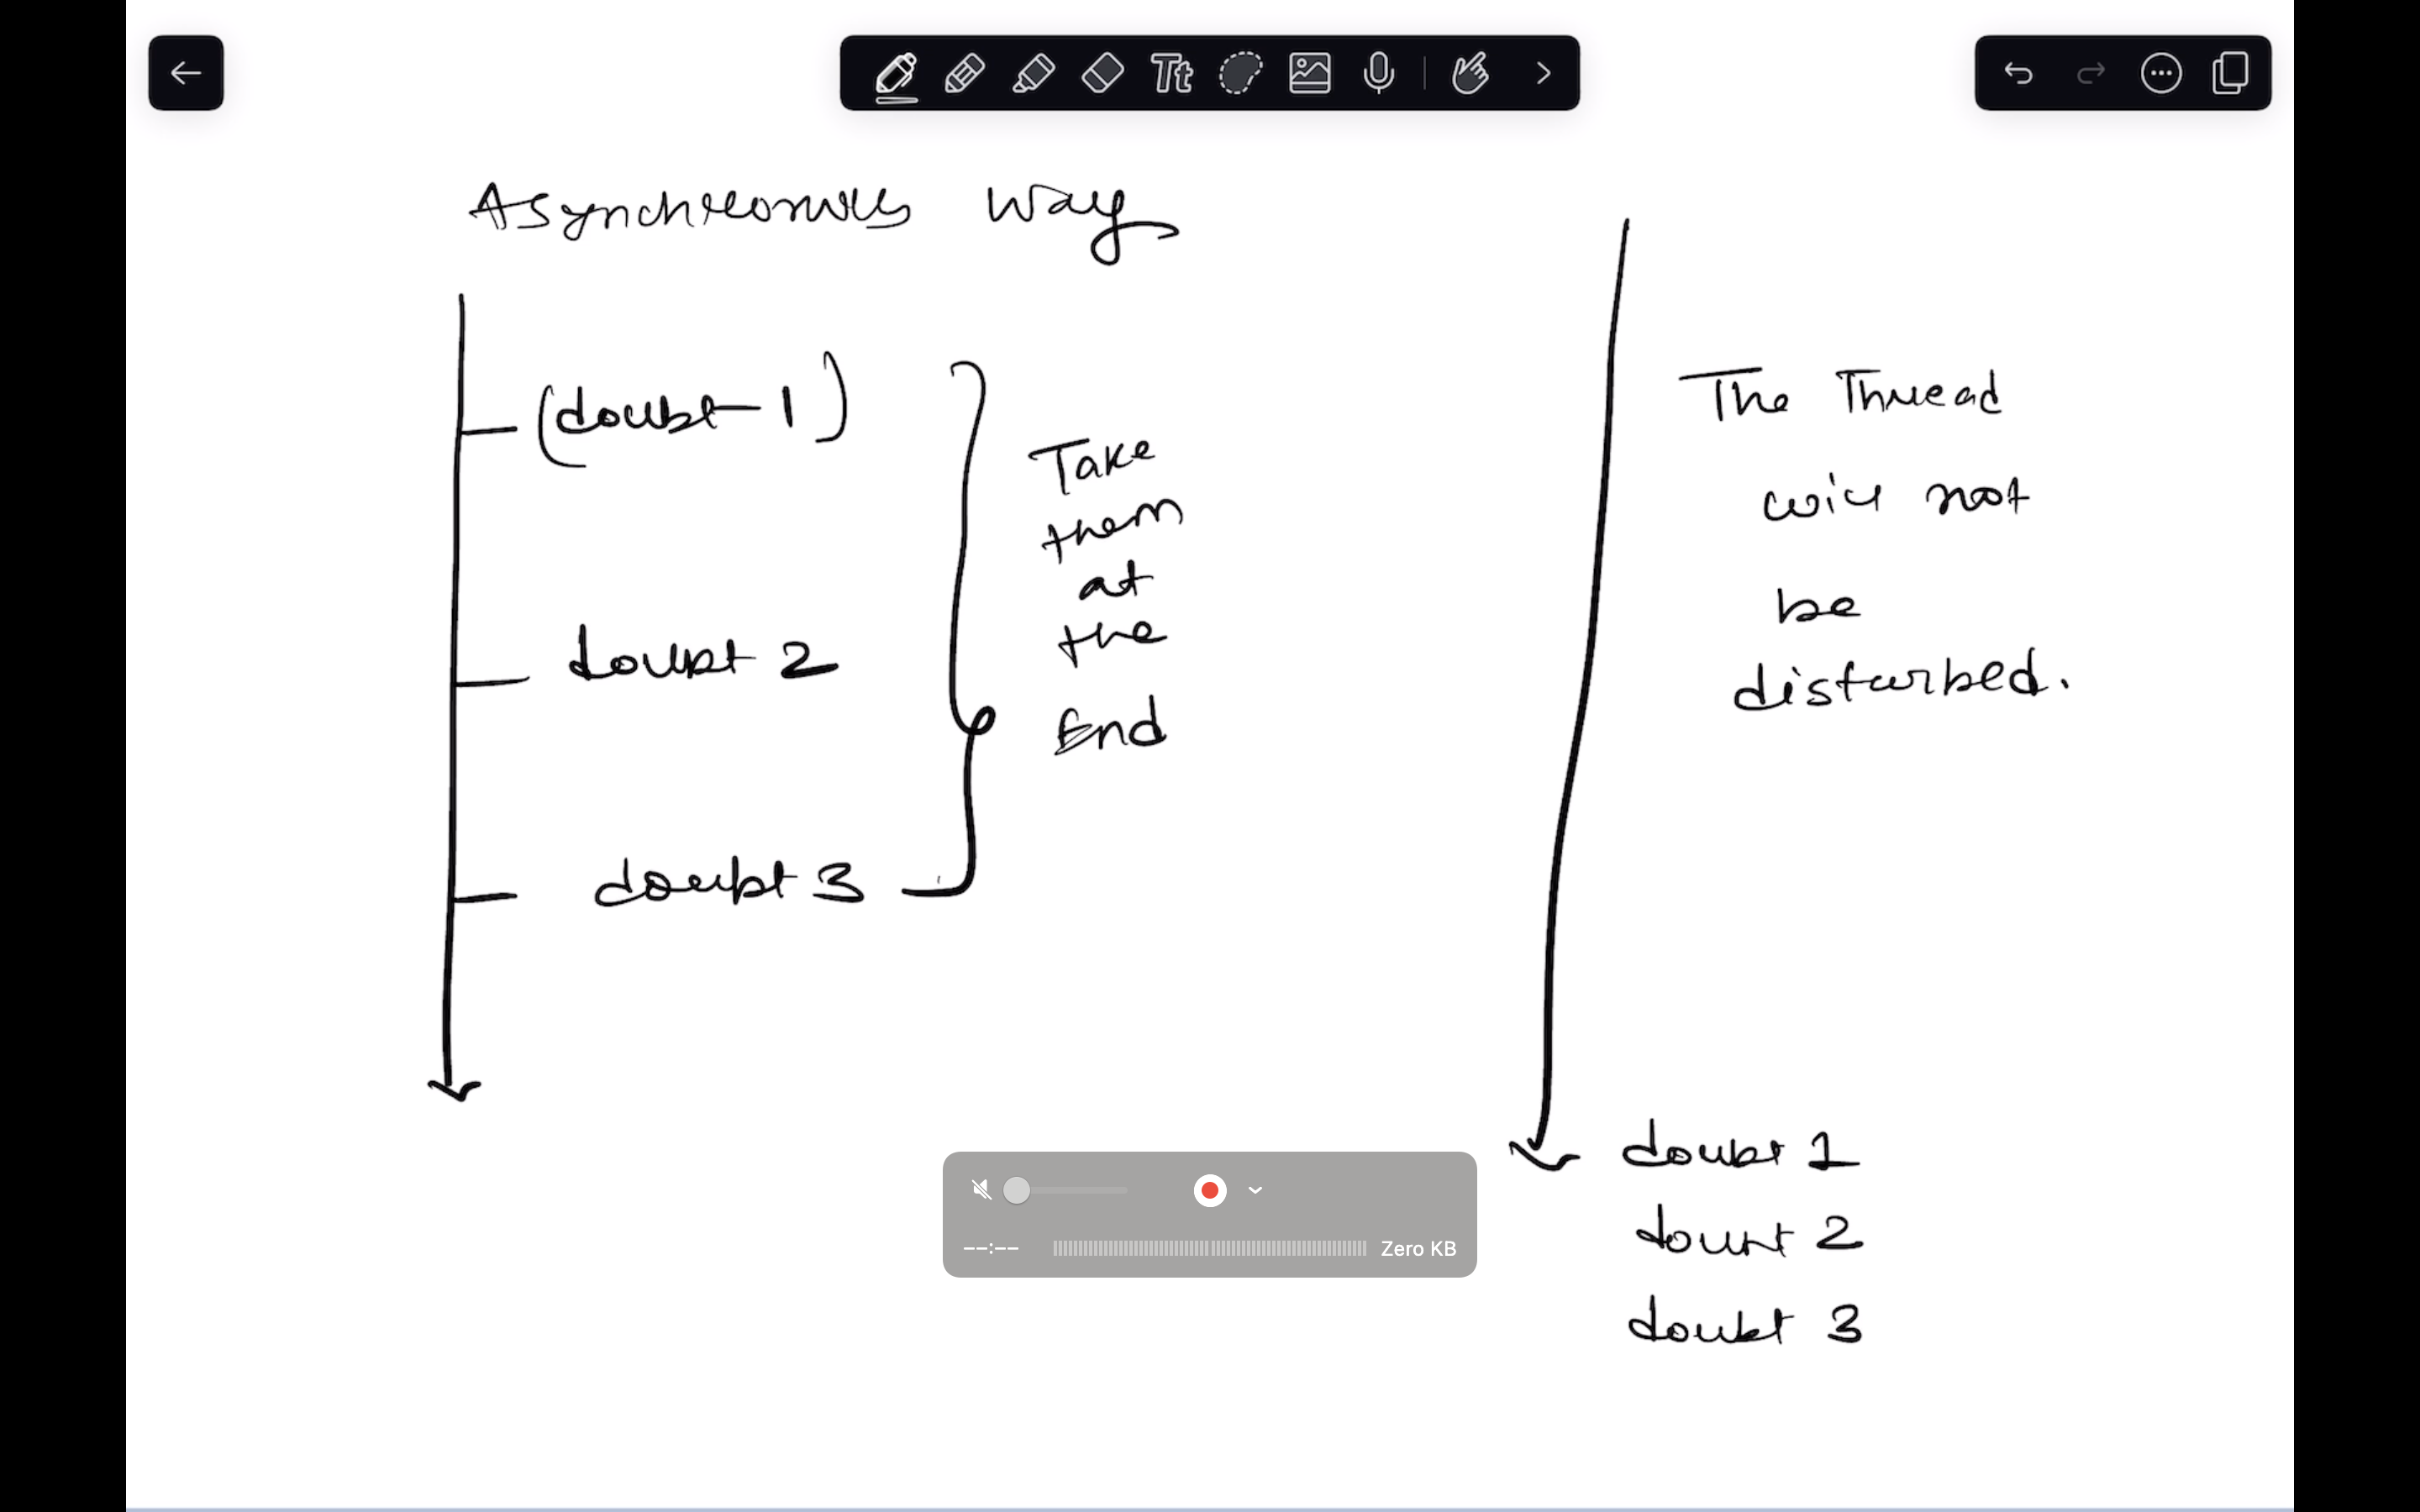 Asynchronous Way
(doubt-1)
doubt 2
doubt 3
Take
them
at
the
End
The Thread
will not
be
disturbed.
doubt 1
doubt 2
doubt 3
Tt
--:--
Zero KB